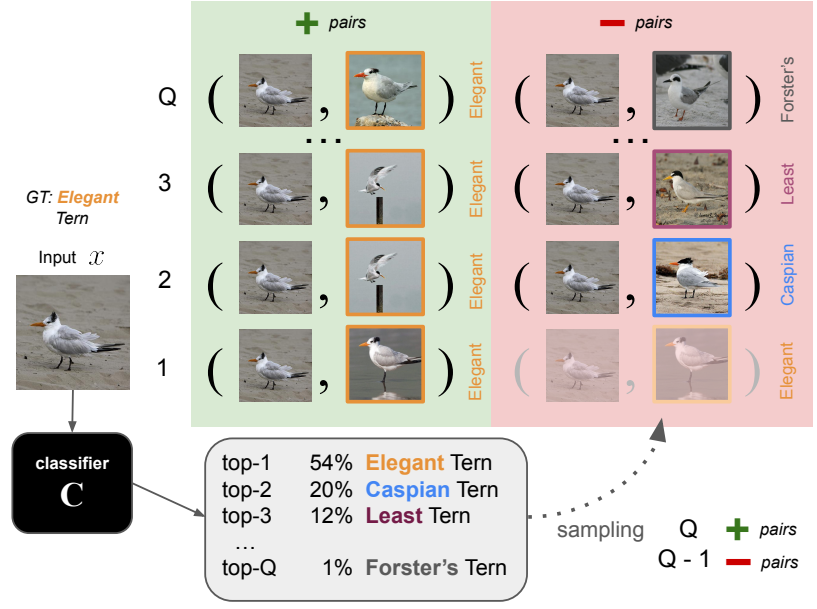 + pairs
− pairs
Q ( , ) Elegant ( , ) Forster's
... ...
3 ( , ) Elegant ( , ) Least
2 ( , ) Elegant ( , ) Caspian
1 ( , ) Elegant ( , ) Elegant
GT: Elegant
Tern
Input x
classifier
C
top-1 54% Elegant Tern
top-2 20% Caspian Tern
top-3 12% Least Tern
...
top-Q 1% Forster's Tern
sampling
Q + pairs
Q - 1 − pairs